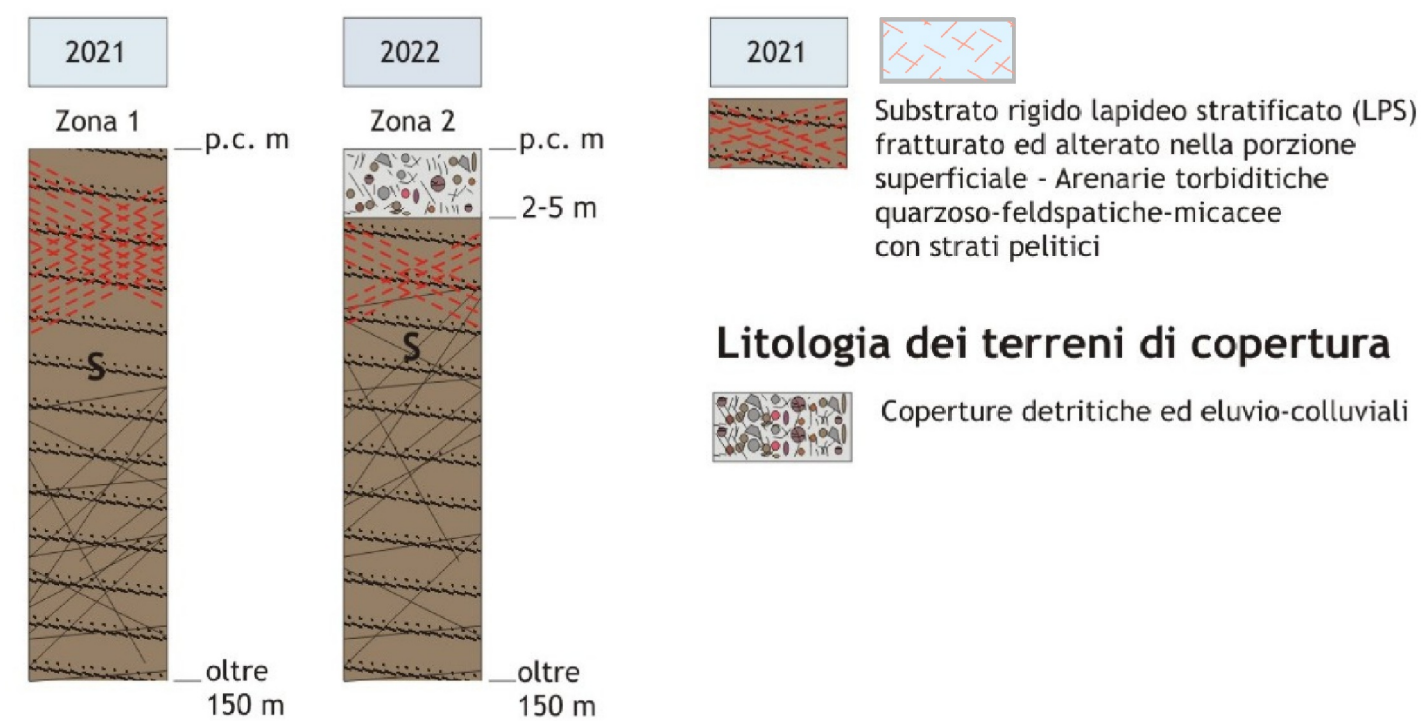 2021
Zona 1
p.c. m
S
oltre
150 m
2022
Zona 2
p.c. m
2-5 m
S
oltre
150 m
2021
Substrato rigido lapideo stratificato (LPS)
fratturato ed alterato nella porzione
superficiale - Arenarie torbiditiche
quarzoso-feldspatiche-micacee
con strati pelitici
Litologia dei terreni di copertura
Coperture detritiche ed eluvio-colluviali